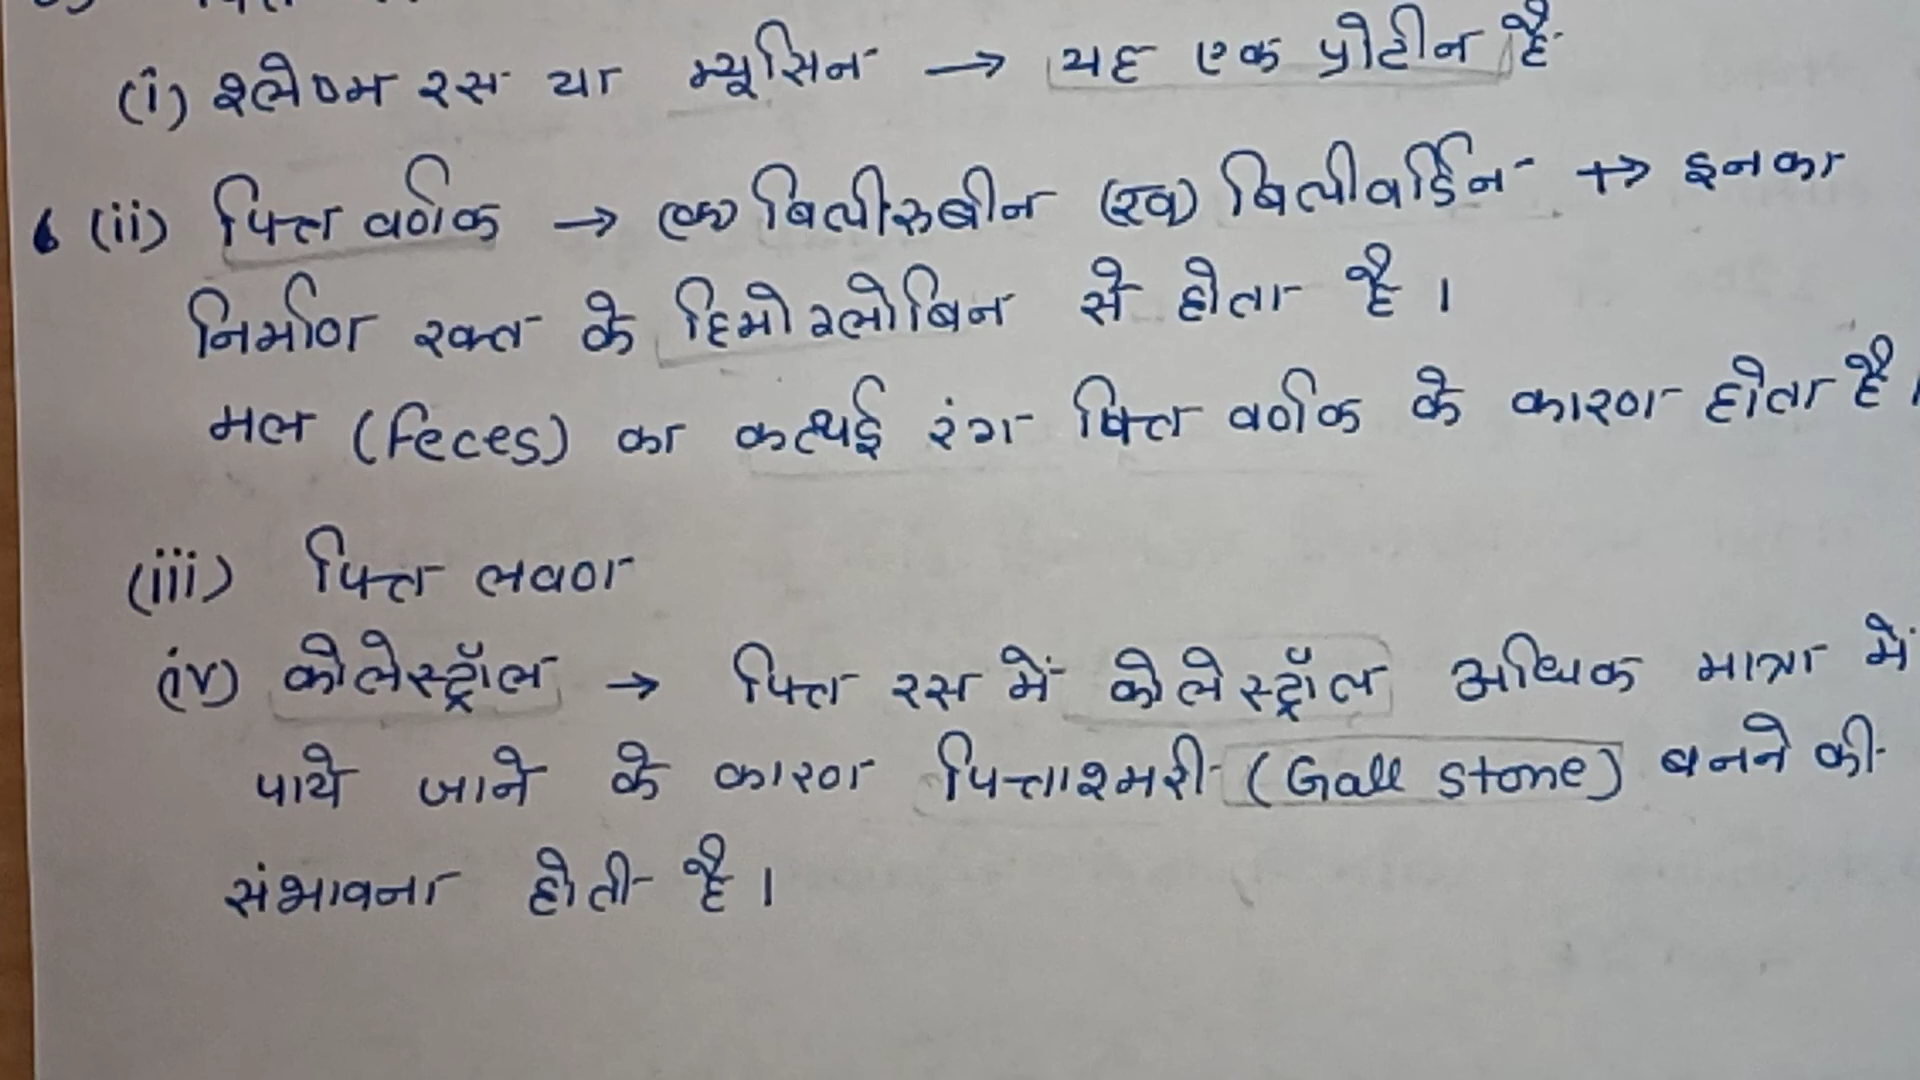 (i) श्लेष्म रस या म्यूसिन → यह एक प्रोटीन है
6 (ii) पित्त वर्णक → (क) बिलीरुबीन (ख) बिलीवर्डिन → इनका
निर्माण रक्त के हिमोग्लोबिन से होता है।
मल (feces) का कत्थई रंग पित्त वर्णक के कारण होता है।
(iii) पित्त लवण
(iv) कोलेस्ट्रॉल → पित्त रस में कोलेस्ट्रॉल अधिक मात्रा में
पाये जाने के कारण पित्ताश्मरी (Gall stone) बनने की
संभावना होती है।